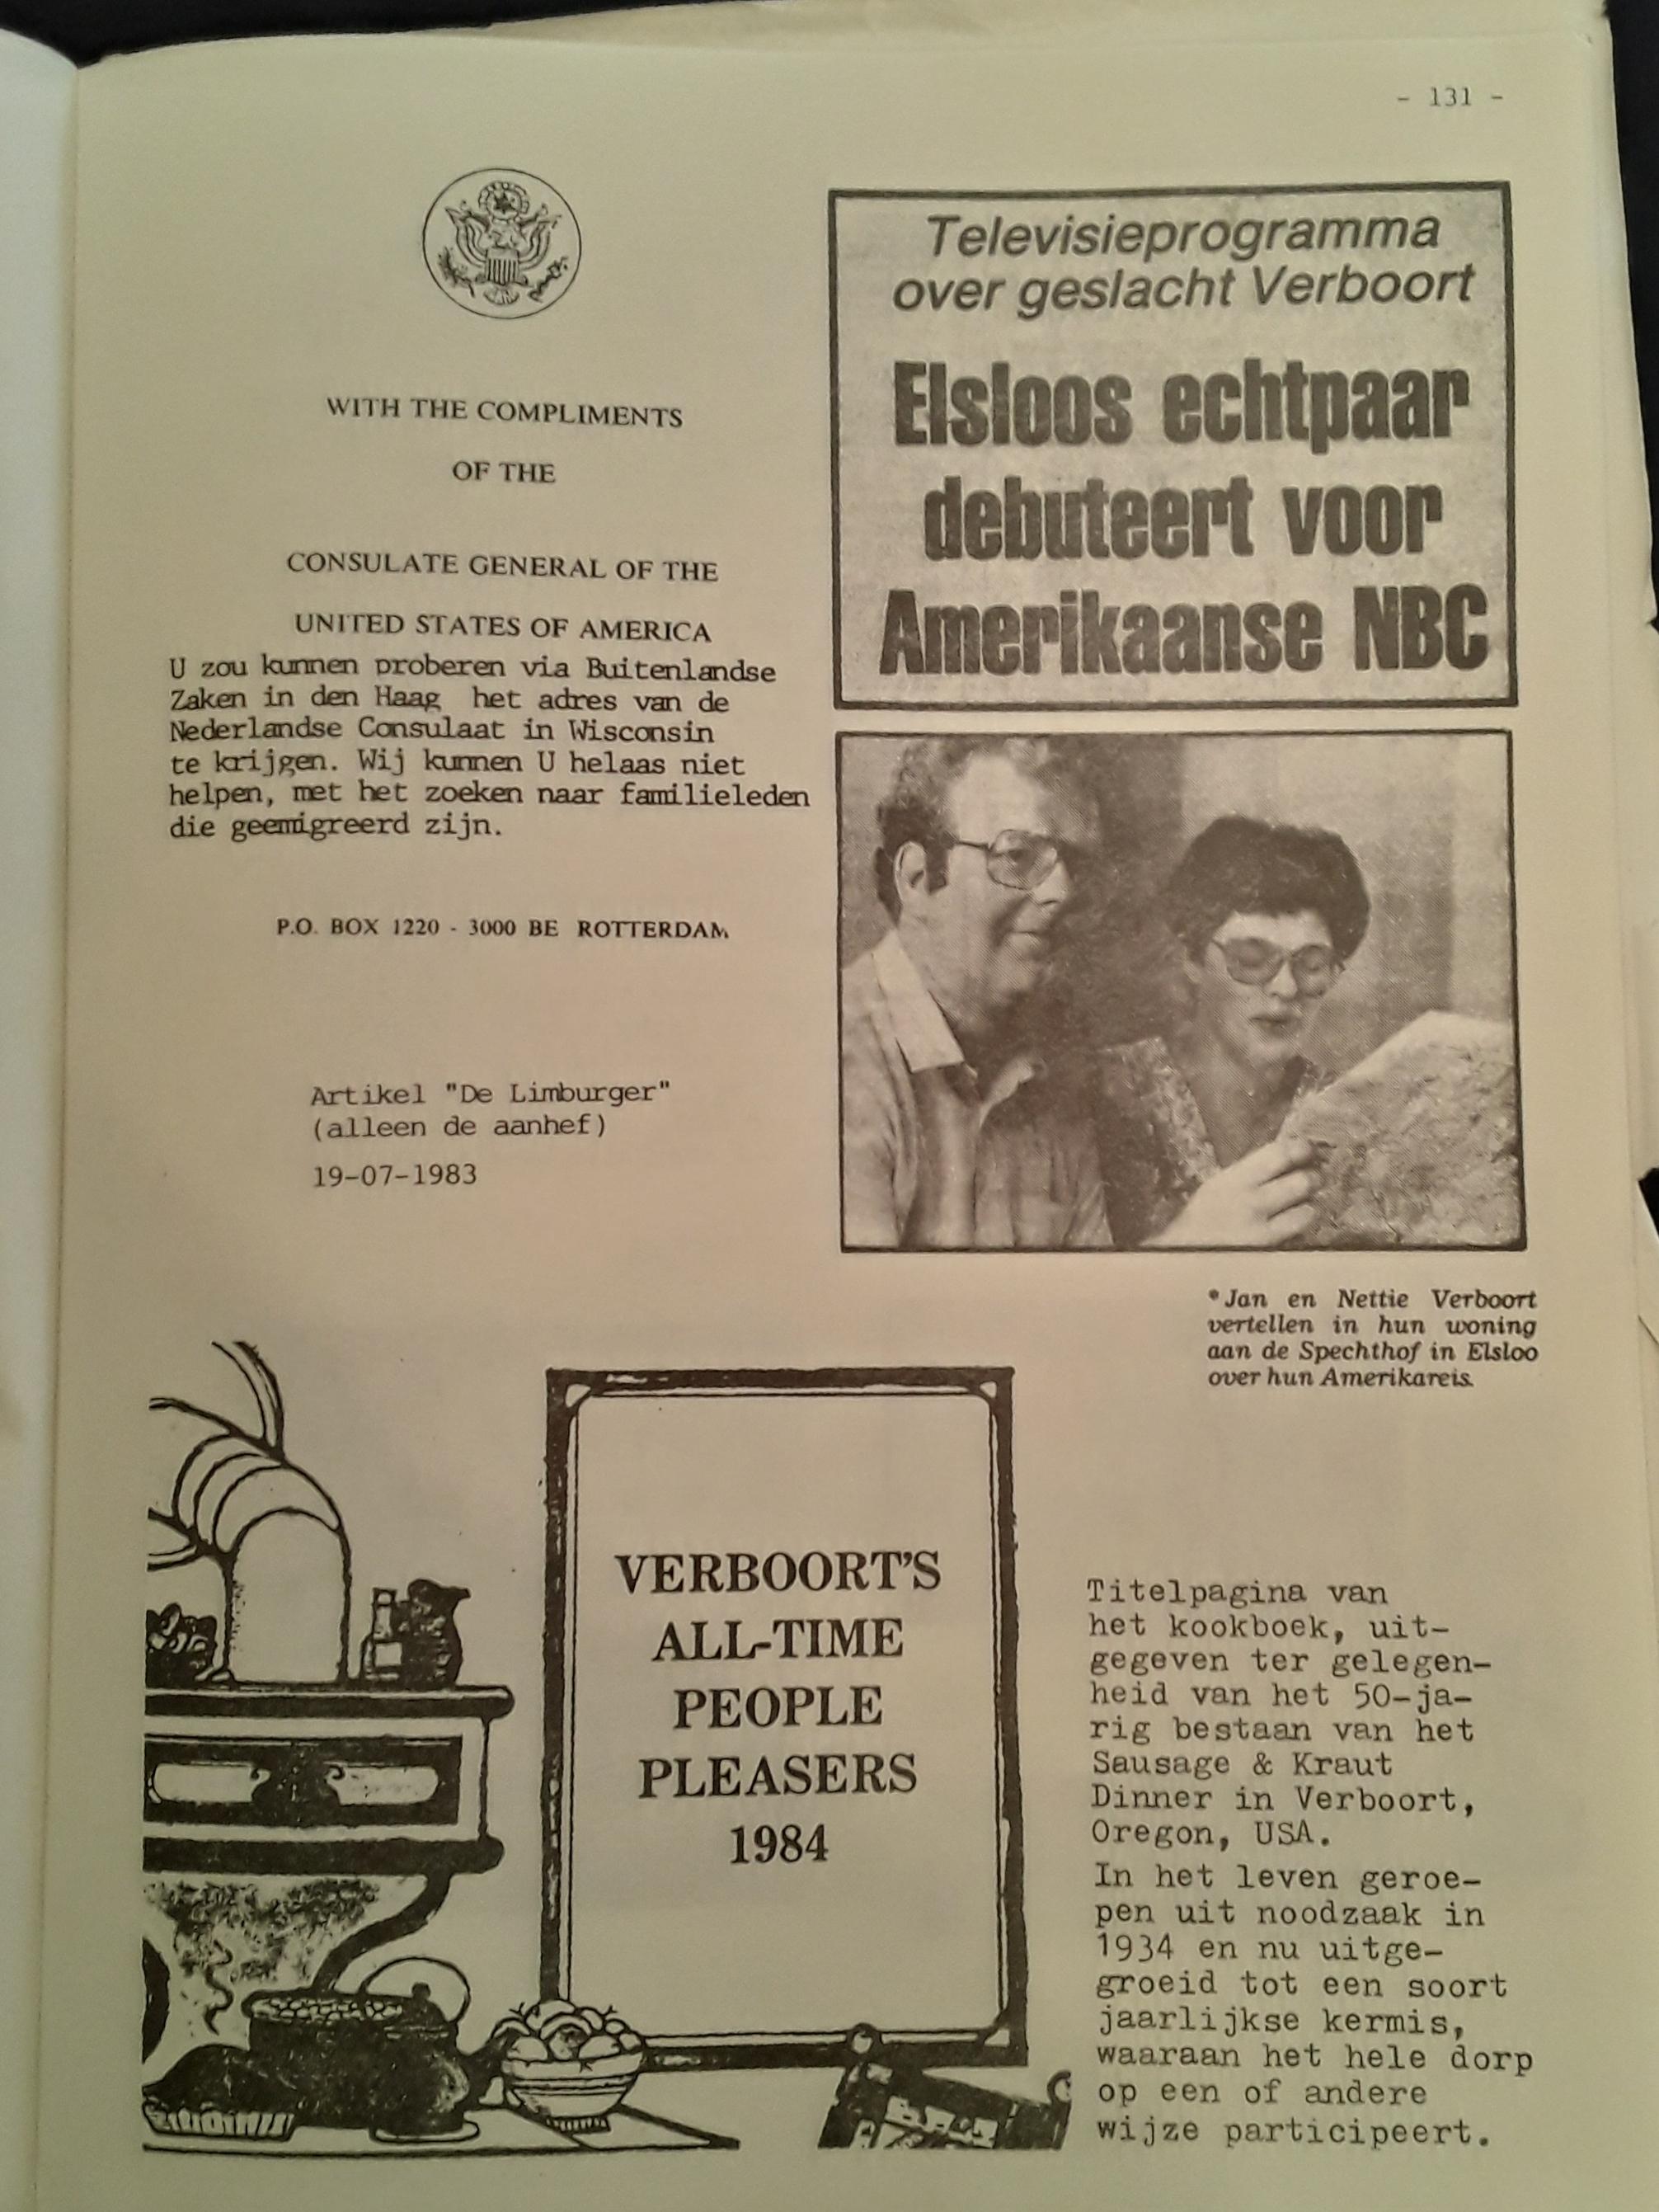 - 131 -
WITH THE COMPLIMENTS
OF THE
CONSULATE GENERAL OF THE
UNITED STATES OF AMERICA
U zou kunnen proberen via Buitenlandse
Zaken in den Haag het adres van de
Nederlandse Consulaat in Wisconsin
te krijgen. Wij kunnen U helaas niet
helpen, met het zoeken naar familieleden
die geemigreerd zijn.
P.O. BOX 1220 - 3000 BE ROTTERDAM
Artikel "De Limburger"
(alleen de aanhef)
19-07-1983
Televisieprogramma
over geslacht Verboort
Elsloos echtpaar
debuteert voor
Amerikaanse NBC
*Jan en Nettie Verboort
vertellen in hun woning
aan de Spechthof in Elsloo
over hun Amerikareis.
VERBOORT'S
ALL-TIME
PEOPLE
PLEASERS
1984
Titelpagina van
het kookboek, uit-
gegeven ter gelegen-
heid van het 50-ja-
rig bestaan van het
Sausage & Kraut
Dinner in Verboort,
Oregon, USA.
In het leven geroe-
pen uit noodzaak in
1934 en nu uitge-
groeid tot een soort
jaarlijkse kermis,
waaraan het hele dorp
op een of andere
wijze participeert.